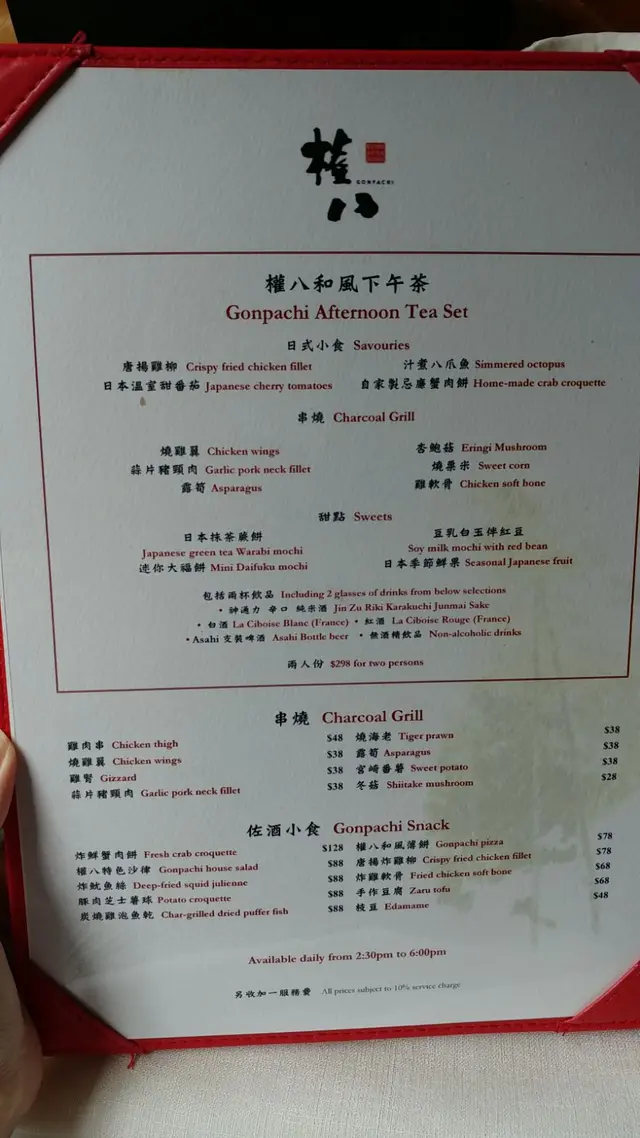 權八
GONPACHI
權八和風下午茶
Gonpachi Afternoon Tea Set
日式小食 Savouries
唐揚雞柳 Crispy fried chicken fillet
汁煮八爪魚 Simmered octopus
日本溫室甜番茄 Japanese cherry tomatoes
自家製忌廉蟹肉餅 Home-made crab croquette
串燒 Charcoal Grill
燒雞翼 Chicken wings
杏鮑菇 Eringi Mushroom
蒜片豬頸肉 Garlic pork neck fillet
燒粟米 Sweet corn
露筍 Asparagus
雞軟骨 Chicken soft bone
甜點 Sweets
日本抹茶蕨餅
Japanese green tea Warabi mochi
豆乳白玉伴紅豆
Soy milk mochi with red bean
迷你大福餅 Mini Daifuku mochi
日本季節鮮果 Seasonal Japanese fruit
包括兩杯飲品 Including 2 glasses of drinks from below selections
• 神通力 辛口 純米酒 Jin Zu Riki Karakuchi Junmai Sake
• 白酒 La Ciboise Blanc (France) • 紅酒 La Ciboise Rouge (France)
• Asahi 支裝啤酒 Asahi Bottle beer • 無酒精飲品 Non-alcoholic drinks
兩人份 $298 for two persons
串燒 Charcoal Grill
雞肉串 Chicken thigh $48
燒雞翼 Chicken wings $38
雞腎 Gizzard $38
蒜片豬頸肉 Garlic pork neck fillet $38
燒海老 Tiger prawn $38
露筍 Asparagus $38
宮崎番薯 Sweet potato $38
冬菇 Shiitake mushroom $28
佐酒小食 Gonpachi Snack
炸鮮蟹肉餅 Fresh crab croquette $128
權八特色沙律 Gonpachi house salad $88
炸魷魚絲 Deep-fried squid julienne $88
豚肉芝士薯球 Potato croquette $88
炭燒雞泡魚乾 Char-grilled dried puffer fish $88
權八和風薄餅 Gonpachi pizza $78
唐揚炸雞柳 Crispy fried chicken fillet $78
炸雞軟骨 Fried chicken soft bone $68
手作豆腐 Zaru tofu $68
枝豆 Edamame $48
Available daily from 2:30pm to 6:00pm
另收加一服務費 All prices subject to 10% service charge